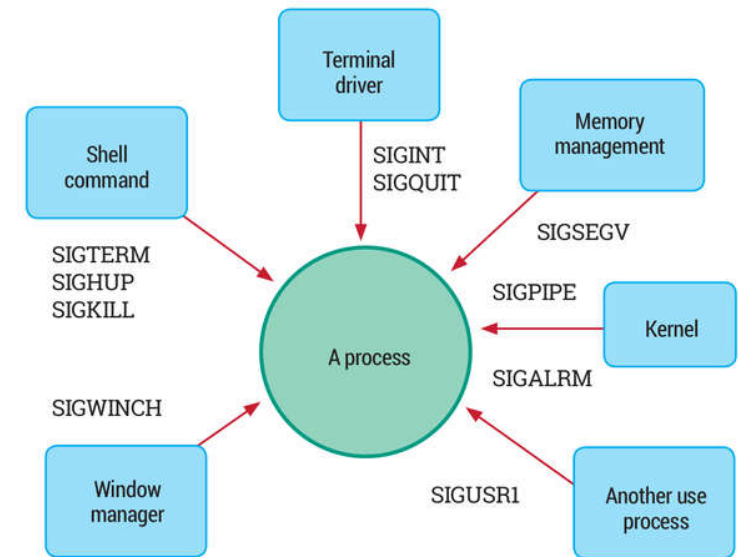 Terminal
driver
Memory
management
Shell
command
SIGINT
SIGQUIT
SIGSEGV
SIGTERM
SIGHUP
SIGKILL
SIGPIPE
Kernel
A process
SIGALRM
SIGWINCH
Window
manager
SIGUSR1
Another use
process